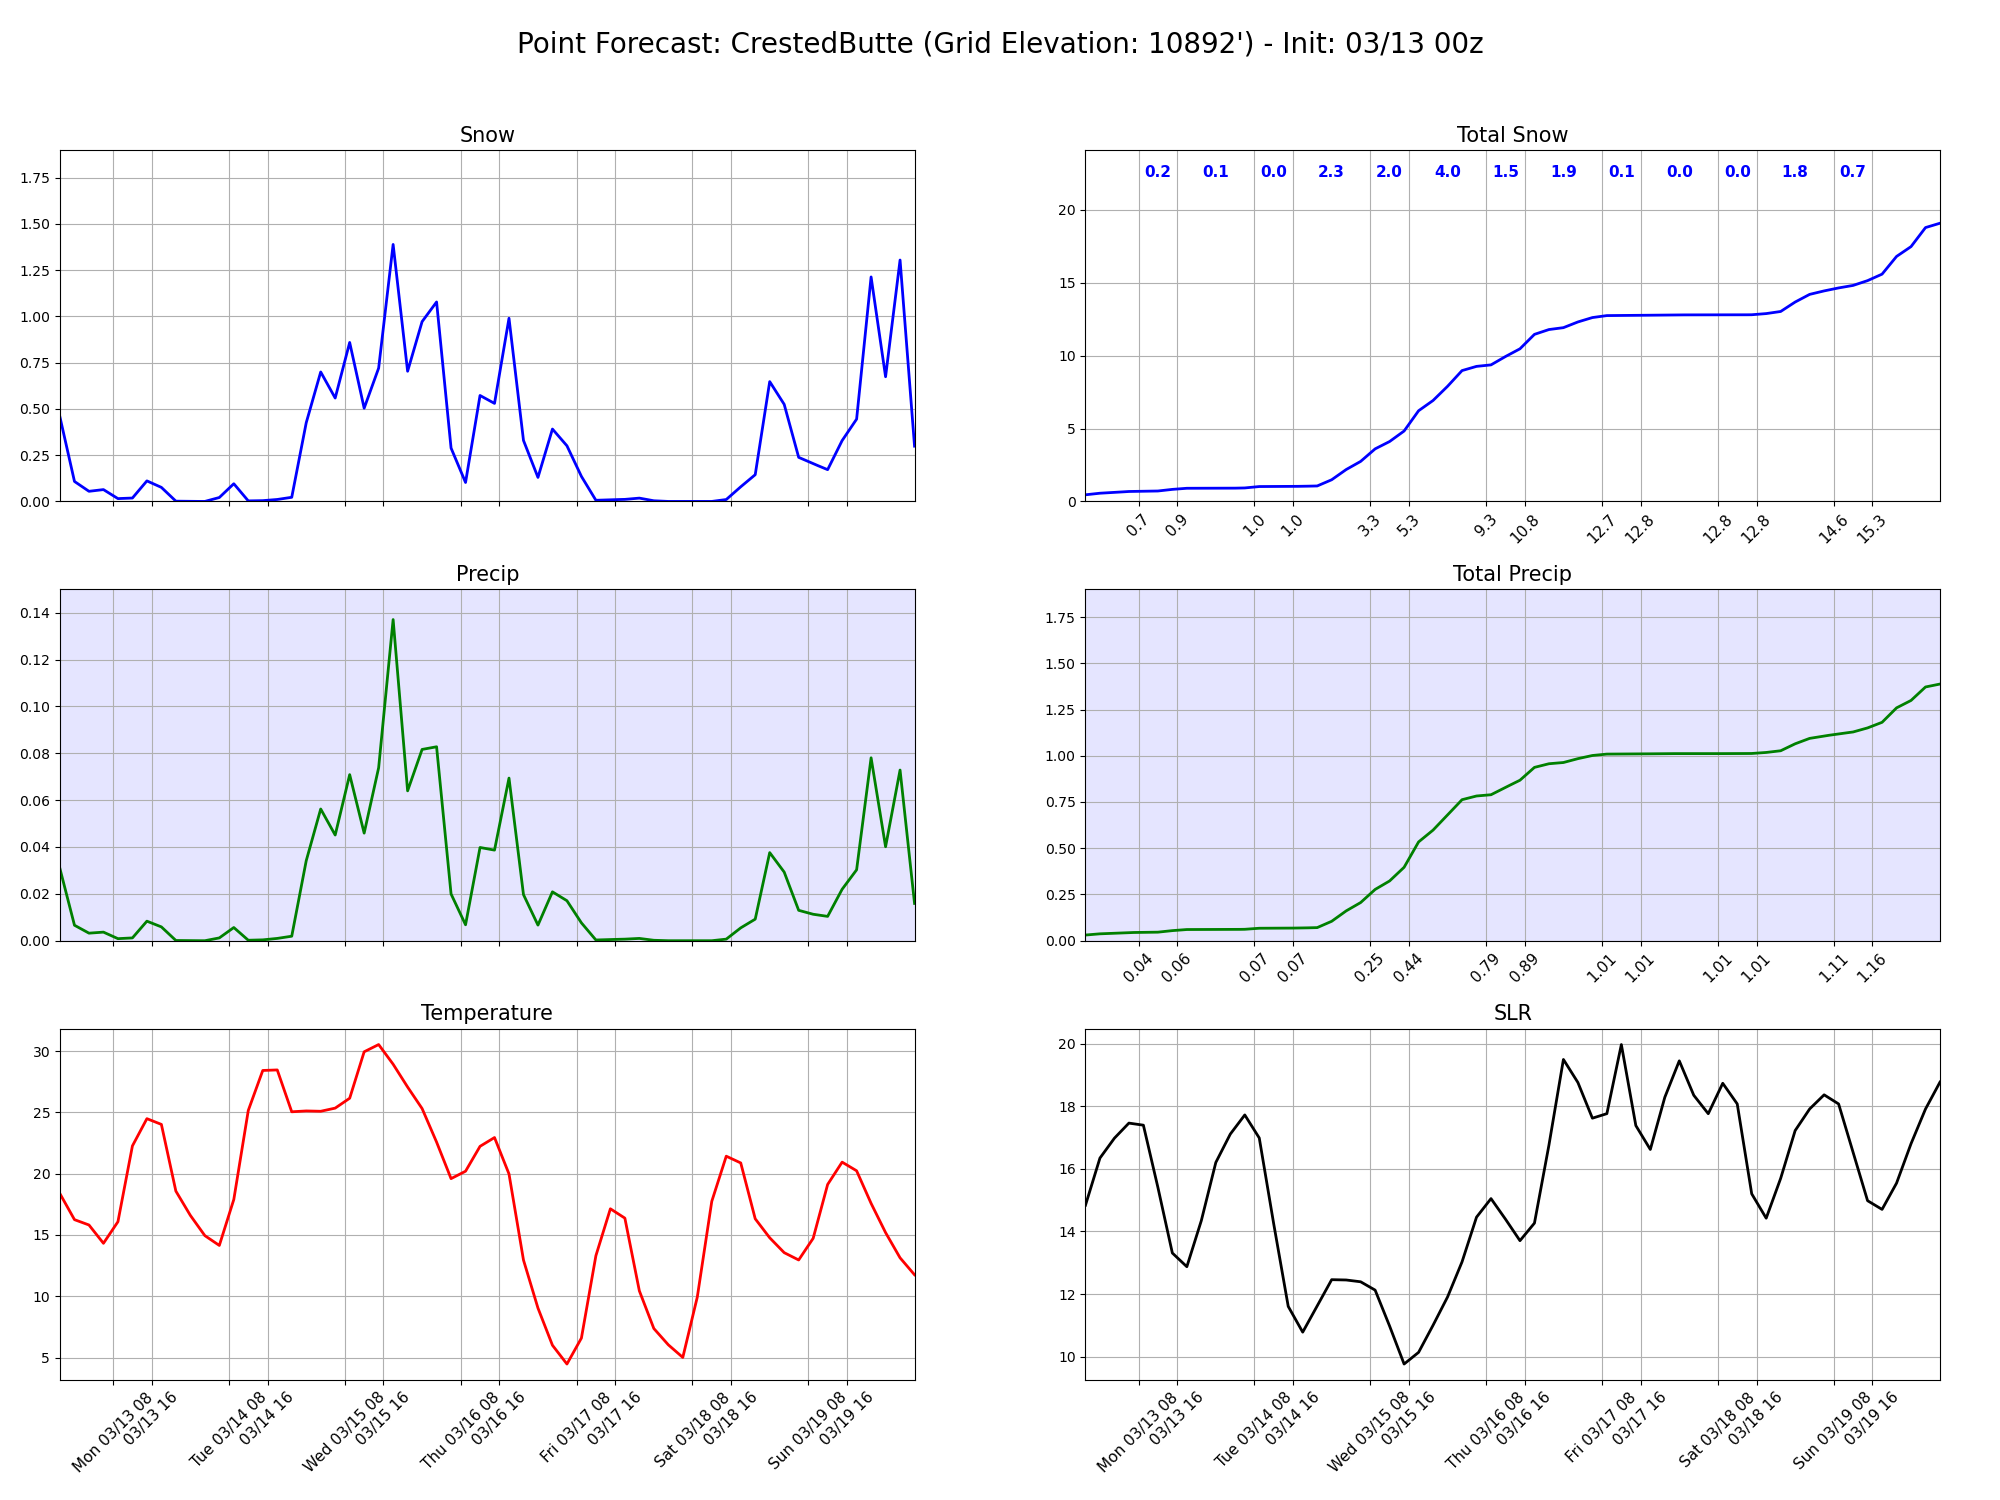 Point Forecast: CrestedButte (Grid Elevation: 10892') - Init: 03/13 00z
Snow
1.75
1.50
1.25
1.00
0.75
0.50
0.25
0.00
Total Snow
0.2 0.1 0.0 2.3 2.0 4.0 1.5 1.9 0.1 0.0 0.0 1.8 0.7
20
15
10
5
0
0.7 0.9 1.0 1.0 3.3 5.3 9.3 10.8 12.7 12.8 12.8 12.8 14.6 15.3
Precip
0.14
0.12
0.10
0.08
0.06
0.04
0.02
0.00
Total Precip
1.75
1.50
1.25
1.00
0.75
0.50
0.25
0.00
0.04 0.06 0.07 0.07 0.25 0.44 0.79 0.89 1.01 1.01 1.01 1.01 1.11 1.16
Temperature
30
25
20
15
10
5
Mon 03/13 08
03/13 16
Tue 03/14 08
03/14 16
Wed 03/15 08
03/15 16
Thu 03/16 08
03/16 16
Fri 03/17 08
03/17 16
Sat 03/18 08
03/18 16
Sun 03/19 08
03/19 16
SLR
20
18
16
14
12
10
Mon 03/13 08
03/13 16
Tue 03/14 08
03/14 16
Wed 03/15 08
03/15 16
Thu 03/16 08
03/16 16
Fri 03/17 08
03/17 16
Sat 03/18 08
03/18 16
Sun 03/19 08
03/19 16